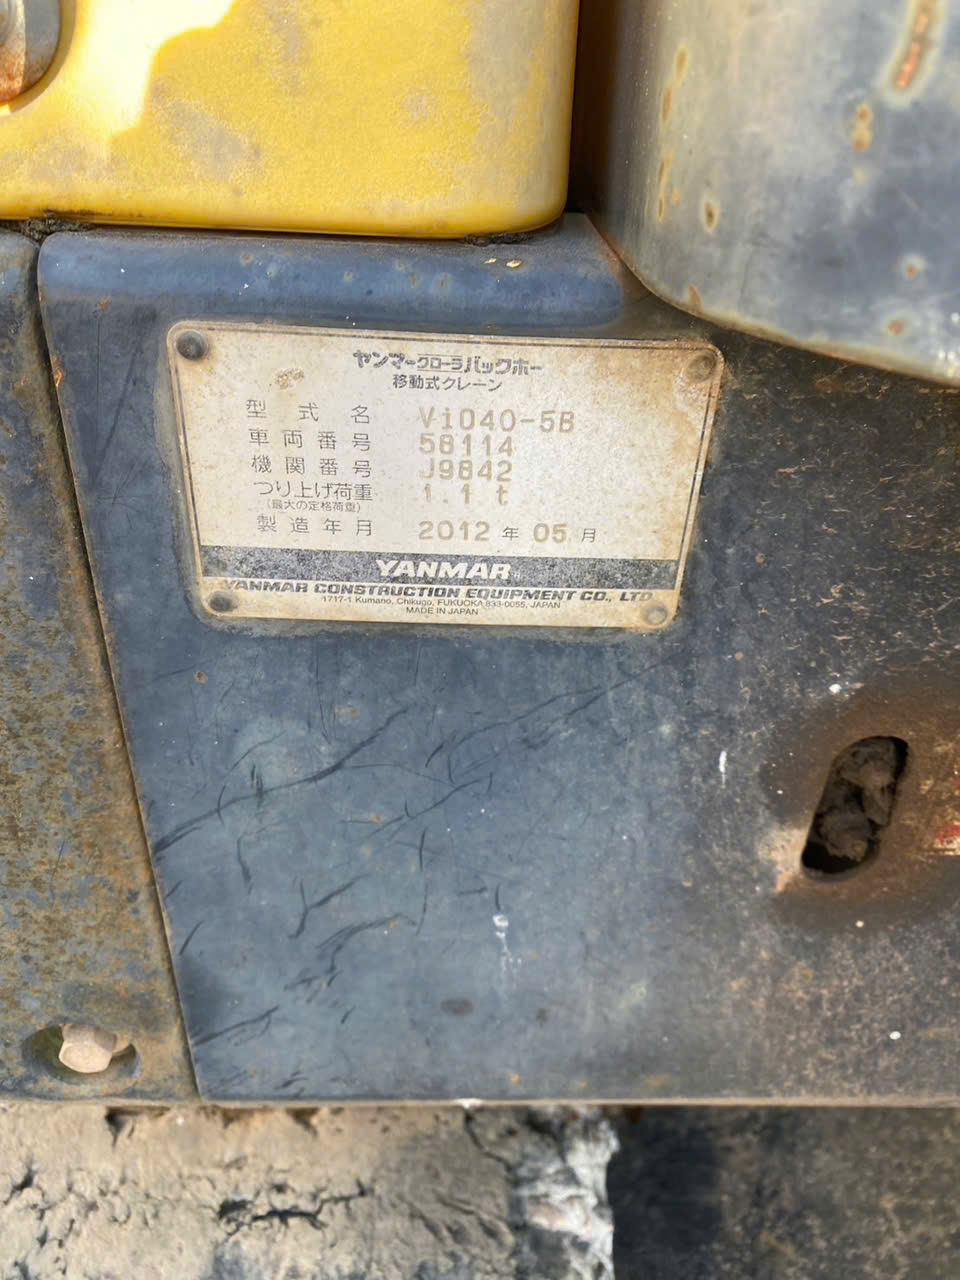 ヤンマークローラバックホー
移動式クレーン
型式名 ViO40-5B
車両番号 58114
機関番号 J9842
つり上げ荷重 1.1 t
(最大の定格荷重)
製造年月 2012 年 05 月
YANMAR
YANMAR CONSTRUCTION EQUIPMENT CO., LTD.
1717-1 Kumano, Chikugo, FUKUOKA 833-0055, JAPAN
MADE IN JAPAN